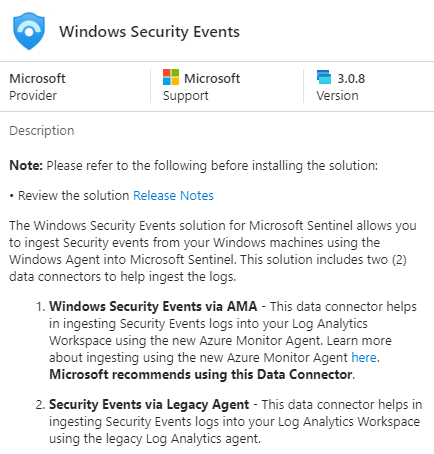 Windows Security Events
Microsoft
Provider
Microsoft
Support
3.0.8
Version
Description
Note: Please refer to the following before installing the solution:
• Review the solution Release Notes
The Windows Security Events solution for Microsoft Sentinel allows you
to ingest Security events from your Windows machines using the
Windows Agent into Microsoft Sentinel. This solution includes two (2)
data connectors to help ingest the logs.
1. Windows Security Events via AMA - This data connector helps
in ingesting Security Events logs into your Log Analytics
Workspace using the new Azure Monitor Agent. Learn more
about ingesting using the new Azure Monitor Agent here.
Microsoft recommends using this Data Connector.
2. Security Events via Legacy Agent - This data connector helps in
ingesting Security Events logs into your Log Analytics Workspace
using the legacy Log Analytics agent.